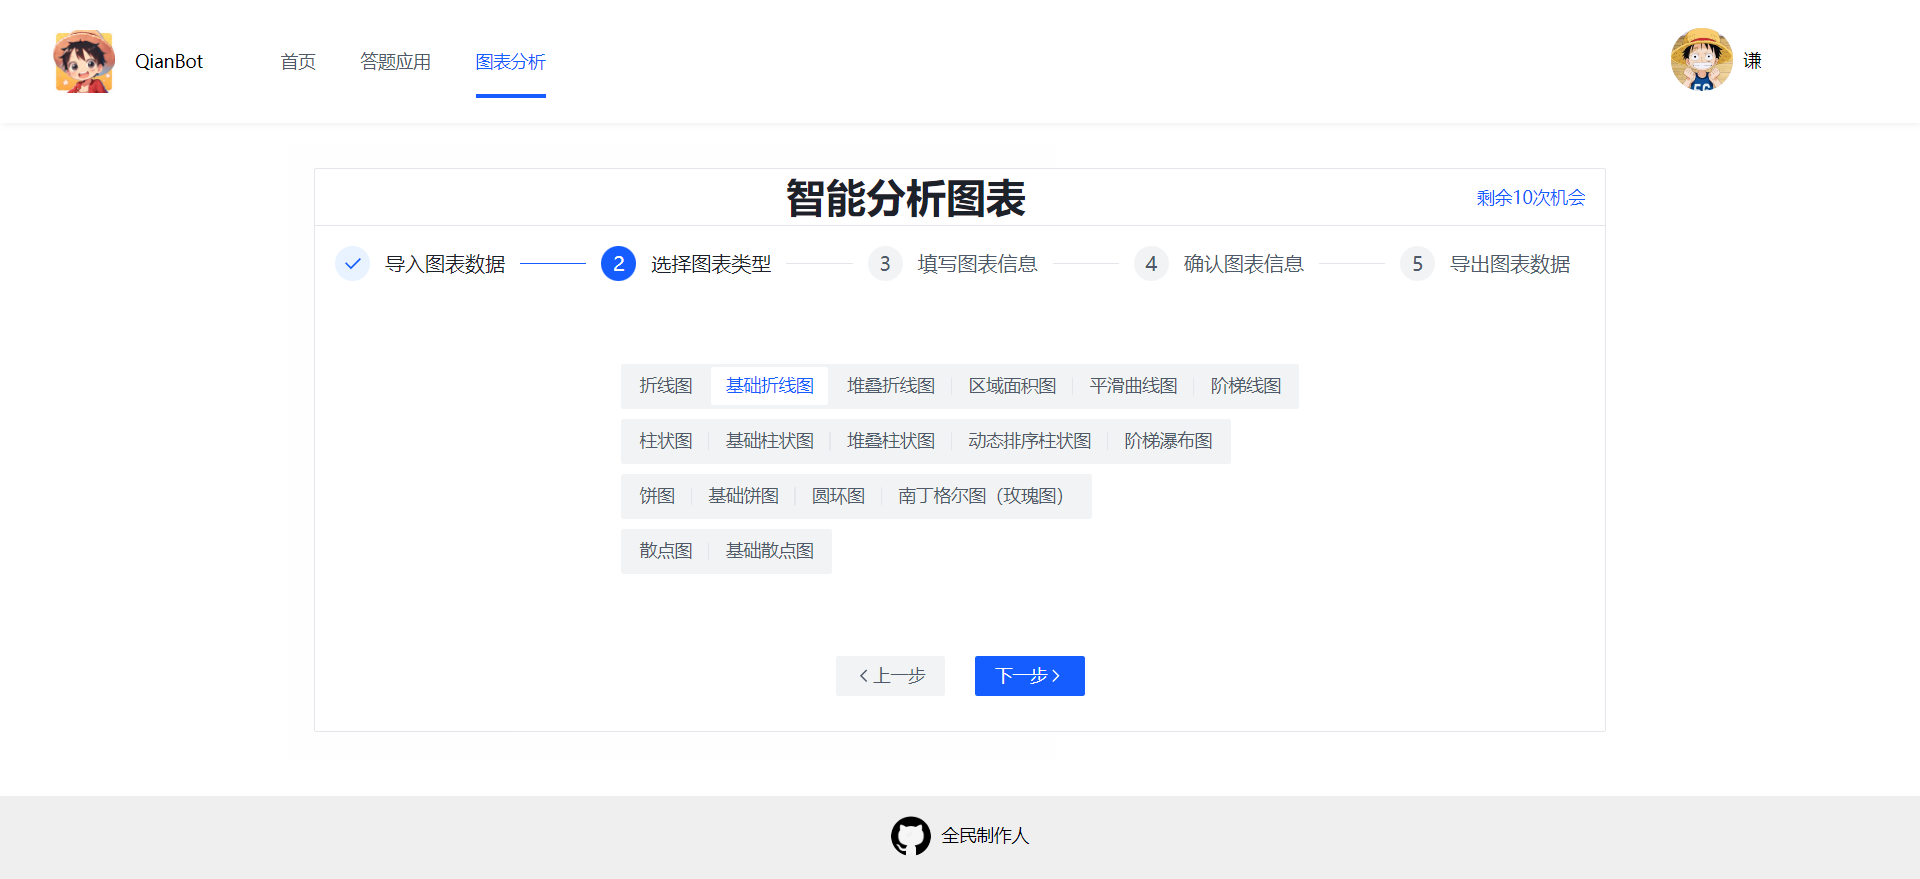 QianBot 首页 答题应用 图表分析 谦
智能分析图表 剩余10次机会
导入图表数据 2 选择图表类型 3 填写图表信息 4 确认图表信息 5 导出图表数据
折线图 基础折线图 堆叠折线图 区域面积图 平滑曲线图 阶梯线图
柱状图 基础柱状图 堆叠柱状图 动态排序柱状图 阶梯瀑布图
饼图 基础饼图 圆环图 南丁格尔图（玫瑰图）
散点图 基础散点图
上一步 下一步
全民制作人